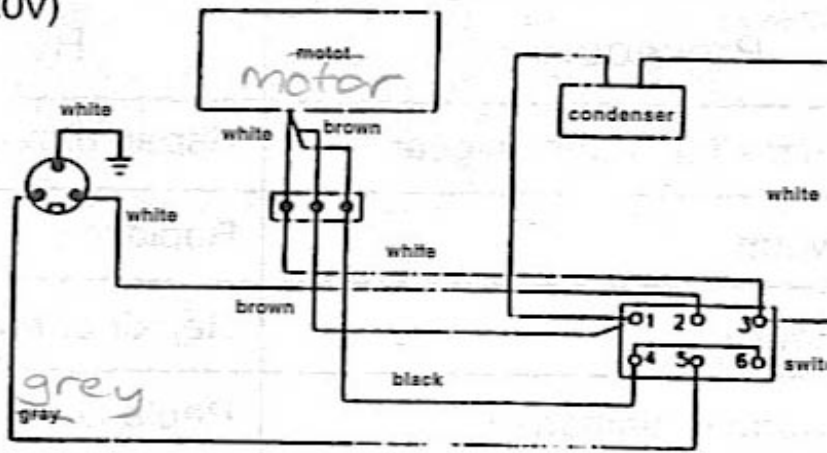 0V)
motot
motor
condenser
white
white brown
white
white
white
brown
1 2 3
4 5 6
switc
black
grey
gray